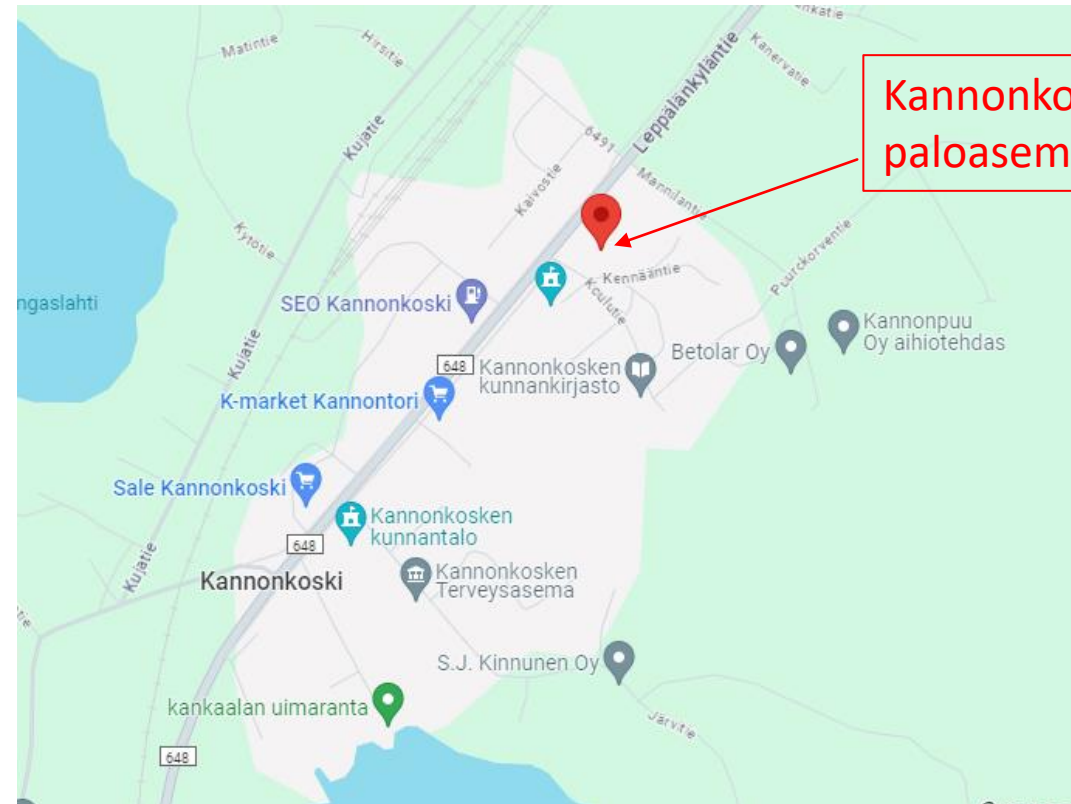 Matintie
Hirsitie
Kanervatie
Leppälänkyläntie
Kujatie
6491
Kannonko
paloasem
Kaivostie
Mannilantie
Kytötie
Kennääntie
Koulutie
ngaslahti
SEO Kannonkoski
Kannonpuu
Oy aihiotehdas
Kujatie
Betolar Oy
648
Kannonkosken
kunnankirjasto
K-market Kannontori
Sale Kannonkoski
Kannonkosken
kunnantalo
648
Kujatie
Kannonkoski
Kannonkosken
Terveysasema
S.J. Kinnunen Oy
kankaalan uimaranta
Järvitie
648